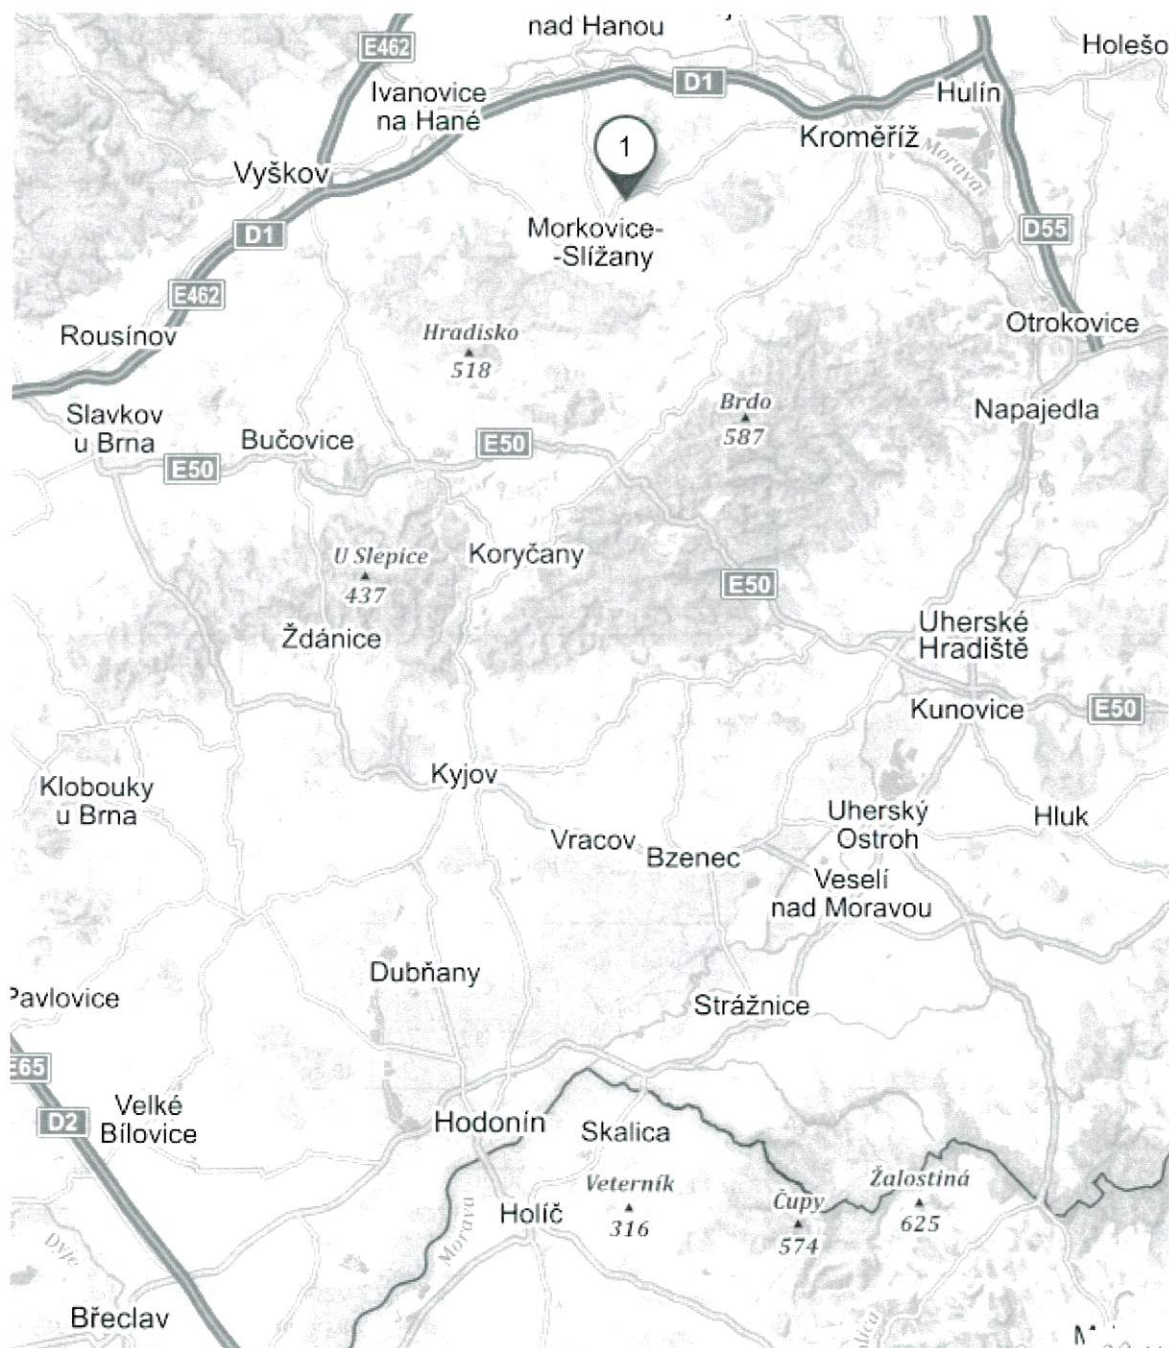 nad Hanou
E462
Holešo
Ivanovice
na Hané
D1
Hulín
Kroměříž
Morava
1
Vyškov
D1
Morkovice-
-Slížany
D55
E462
Rousínov
Hradisko
518
Otrokovice
Slavkov
u Brna
Bučovice
E50
E50
Brdo
587
Napajedla
U Slepice
437
Koryčany
E50
Ždánice
Uherské
Hradiště
Kunovice
E50
Klobouky
u Brna
Kyjov
Vracov
Bzenec
Uherský
Ostroh
Hluk
Veselí
nad Moravou
Dubňany
Pavlovice
Strážnice
E65
D2
Velké
Bílovice
Hodonín
Skalica
Veterník
316
Čupy
574
Žalostiná
625
Holíč
Morava
Dyje
Břeclav